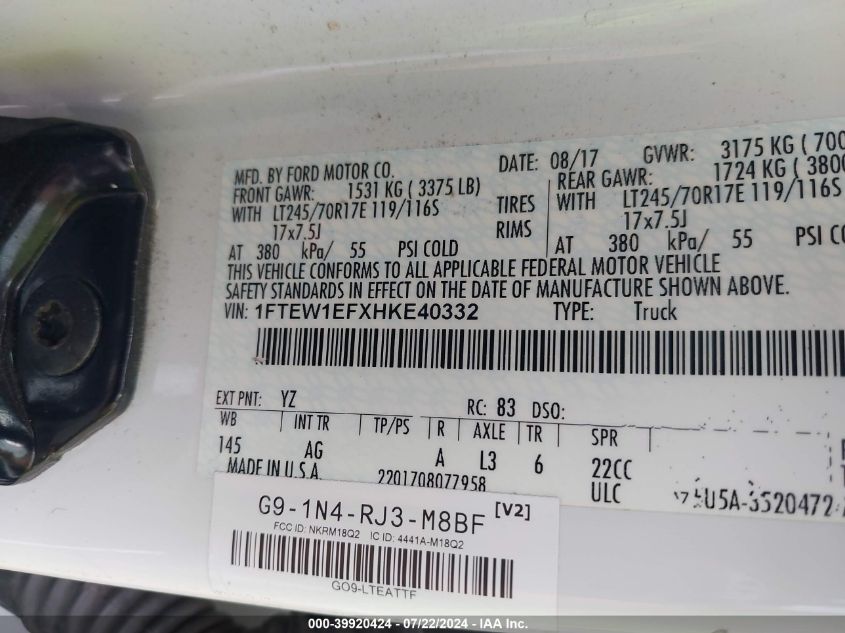 MFD. BY FORD MOTOR CO. DATE: 08/17 GVWR: 3175 KG ( 700
FRONT GAWR: 1531 KG ( 3375 LB) REAR GAWR: 1724 KG ( 3800
WITH LT245/70R17E 119/116S TIRES WITH LT245/70R17E 119/116S
17x7.5J RIMS 17x7.5J
AT 380 kPa/ 55 PSI COLD AT 380 kPa/ 55 PSI CO
THIS VEHICLE CONFORMS TO ALL APPLICABLE FEDERAL MOTOR VEHICLE
SAFETY STANDARDS IN EFFECT ON THE DATE OF MANUFACTURE SHOWN ABOVE.
VIN: 1FTEW1EFXHKE40332 TYPE: Truck
EXT PNT: YZ RC: 83 DSO:
WB INT TR TP/PS R AXLE TR SPR
145 AG A L3 6 22CC
MADE IN U.S.A. 2201708077958 ULC U5A-3520472
G9-1N4-RJ3-M8BF [V2]
FCC ID: NKRM18Q2 IC ID: 4441A-M18Q2
GO9-LTEATTF
000-39920424 - 07/22/2024 - IAA, Inc.